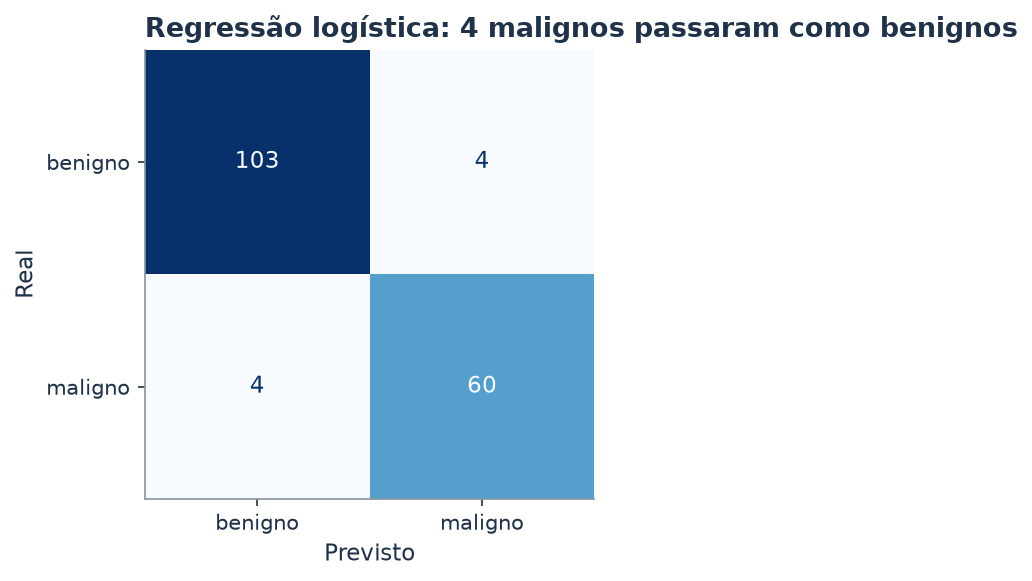 Regressão logística: 4 malignos passaram como benignos
benigno
103
4
Real
maligno
4
60
benigno
maligno
Previsto